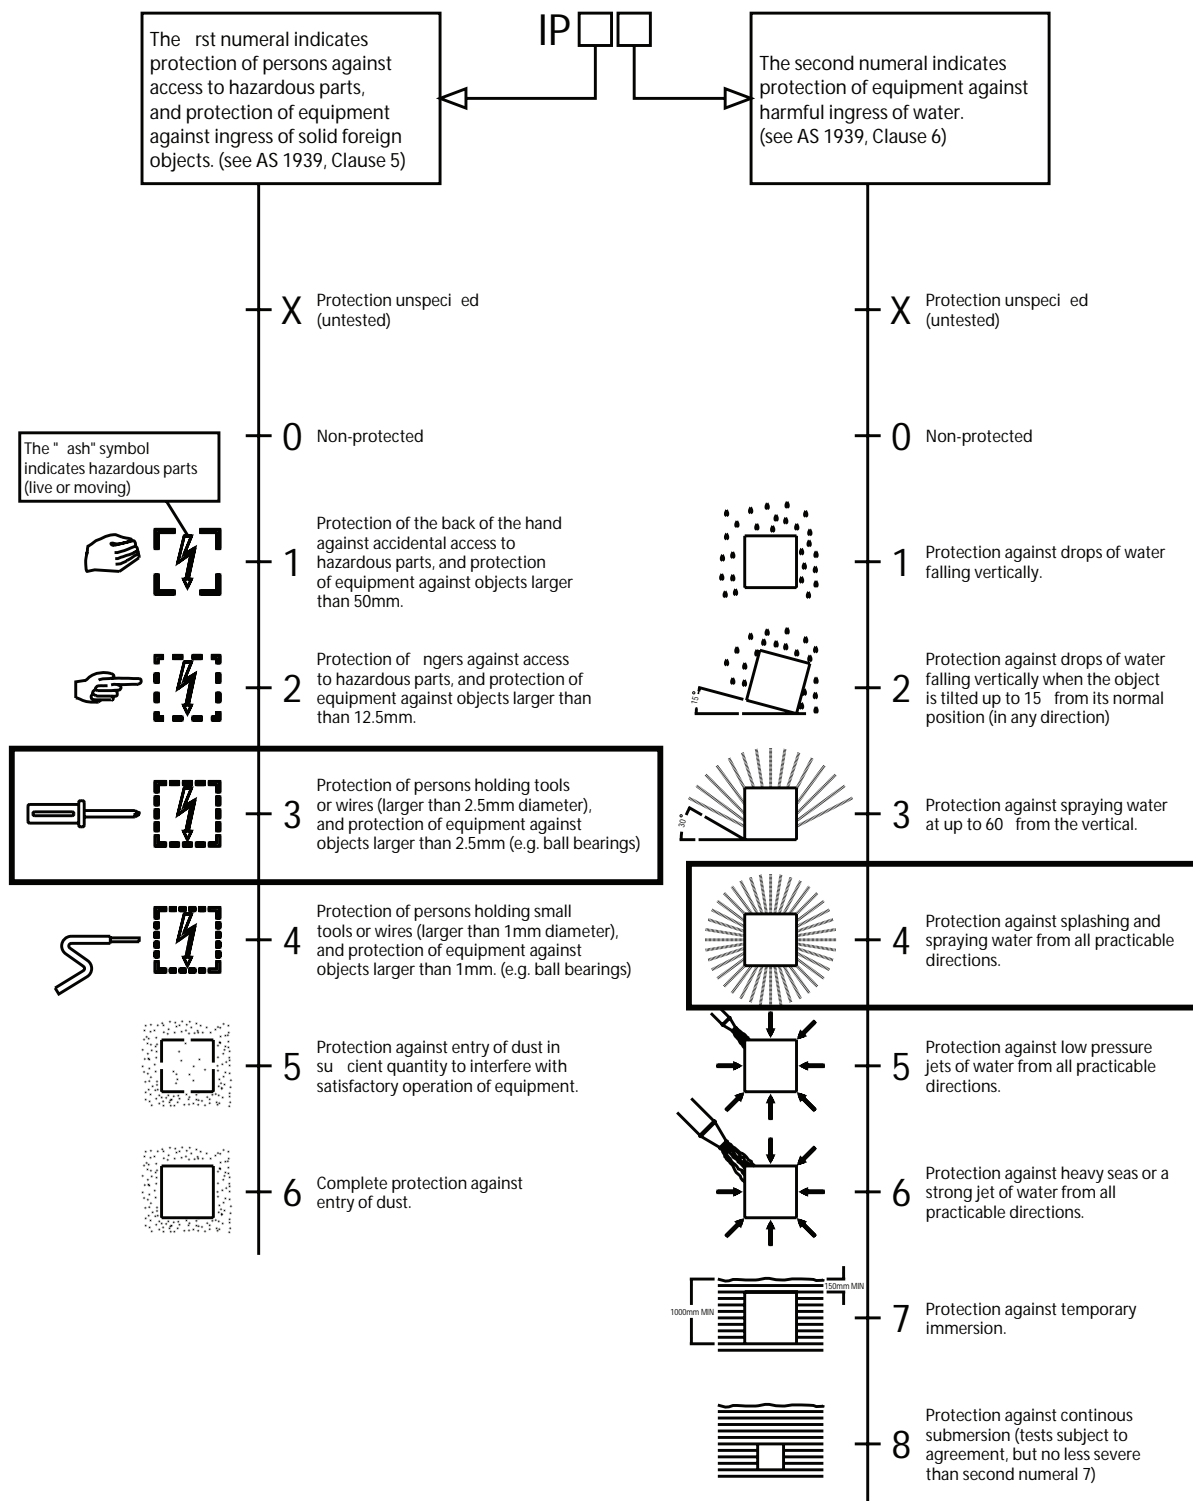 IP
The rst numeral indicates
protection of persons against
access to hazardous parts,
and protection of equipment
against ingress of solid foreign
objects. (see AS 1939, Clause 5)
X Protection unspeci ed
(untested)
0 Non-protected
The " ash" symbol
indicates hazardous parts
(live or moving)
1 Protection of the back of the hand
against accidental access to
hazardous parts, and protection
of equipment against objects larger
than 50mm.
2 Protection of ngers against access
to hazardous parts, and protection of
equipment against objects larger than
than 12.5mm.
3 Protection of persons holding tools
or wires (larger than 2.5mm diameter),
and protection of equipment against
objects larger than 2.5mm (e.g. ball bearings)
4 Protection of persons holding small
tools or wires (larger than 1mm diameter),
and protection of equipment against
objects larger than 1mm. (e.g. ball bearings)
5 Protection against entry of dust in
su cient quantity to interfere with
satisfactory operation of equipment.
6 Complete protection against
entry of dust.
The second numeral indicates
protection of equipment against
harmful ingress of water.
(see AS 1939, Clause 6)
X Protection unspeci ed
(untested)
0 Non-protected
1 Protection against drops of water
falling vertically.
15°
2 Protection against drops of water
falling vertically when the object
is tilted up to 15 from its normal
position (in any direction)
30°
3 Protection against spraying water
at up to 60 from the vertical.
4 Protection against splashing and
spraying water from all practicable
directions.
5 Protection against low pressure
jets of water from all practicable
directions.
6 Protection against heavy seas or a
strong jet of water from all
practicable directions.
150mm MIN
1000mm MIN
7 Protection against temporary
immersion.
8 Protection against continous
submersion (tests subject to
agreement, but no less severe
than second numeral 7)